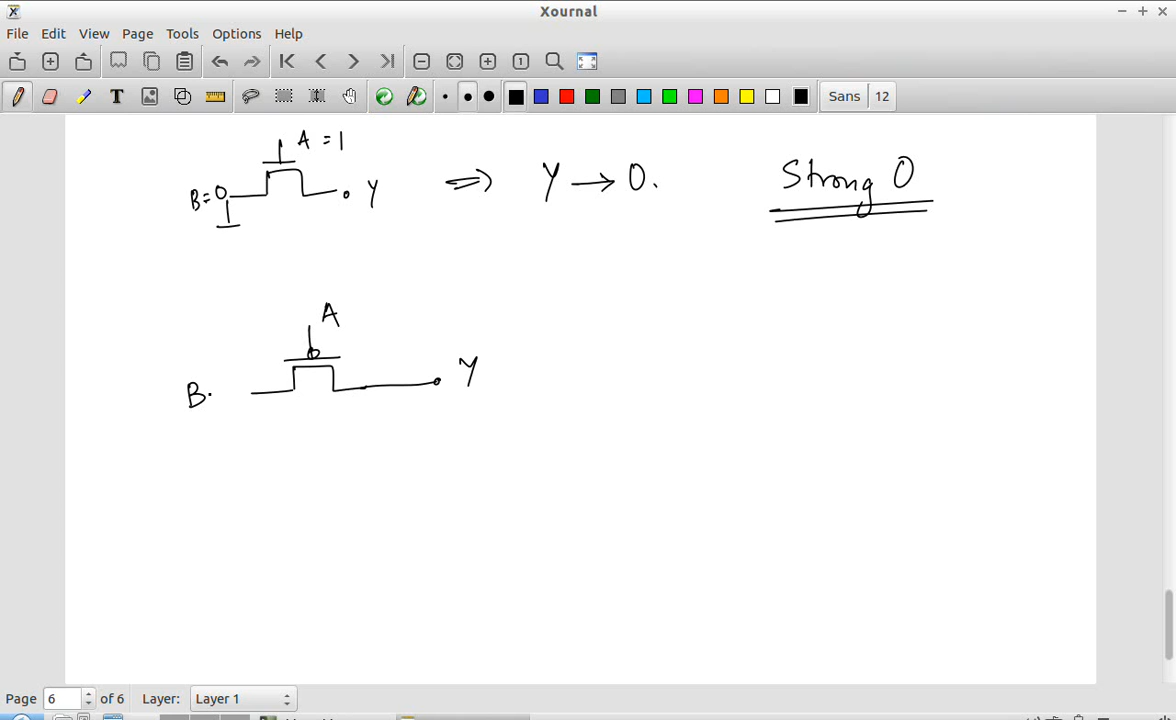 Xournal
File Edit View Page Tools Options Help
Sans 12
A = 1
B = 0 Y ⇒ Y → 0. Strong 0
A
B. Y
Page 6 of 6 Layer: Layer 1